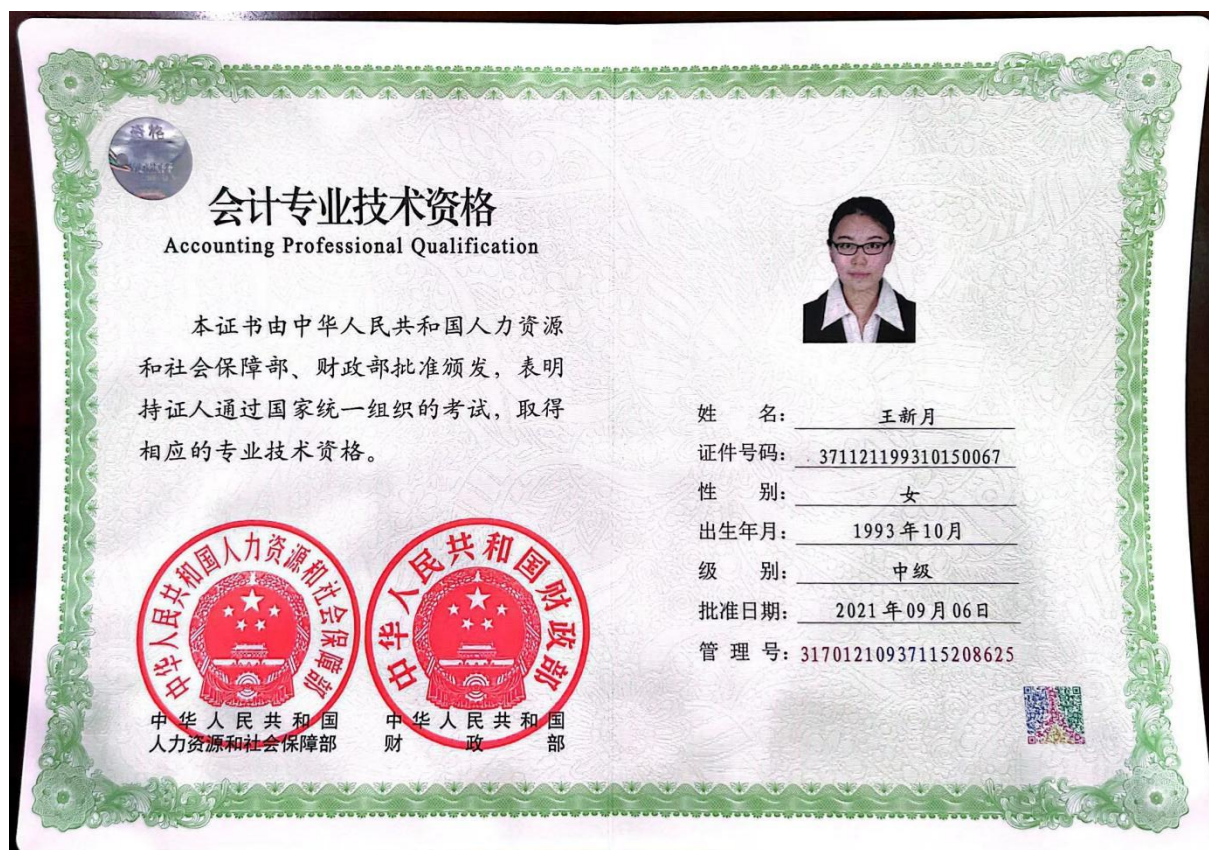 资格
会计专业技术资格
Accounting Professional Qualification
本证书由中华人民共和国人力资源
和社会保障部、财政部批准颁发，表明
持证人通过国家统一组织的考试，取得
相应的专业技术资格。
中华人民共和国人力资源和社会保障部
中华人民共和国财政部
中华人民共和国
人力资源和社会保障部
中华人民共和国
财政部
姓名：王新月
证件号码：371121199310150067
性别：女
出生年月：1993年10月
级别：中级
批准日期：2021年09月06日
管理号：31701210937115208625